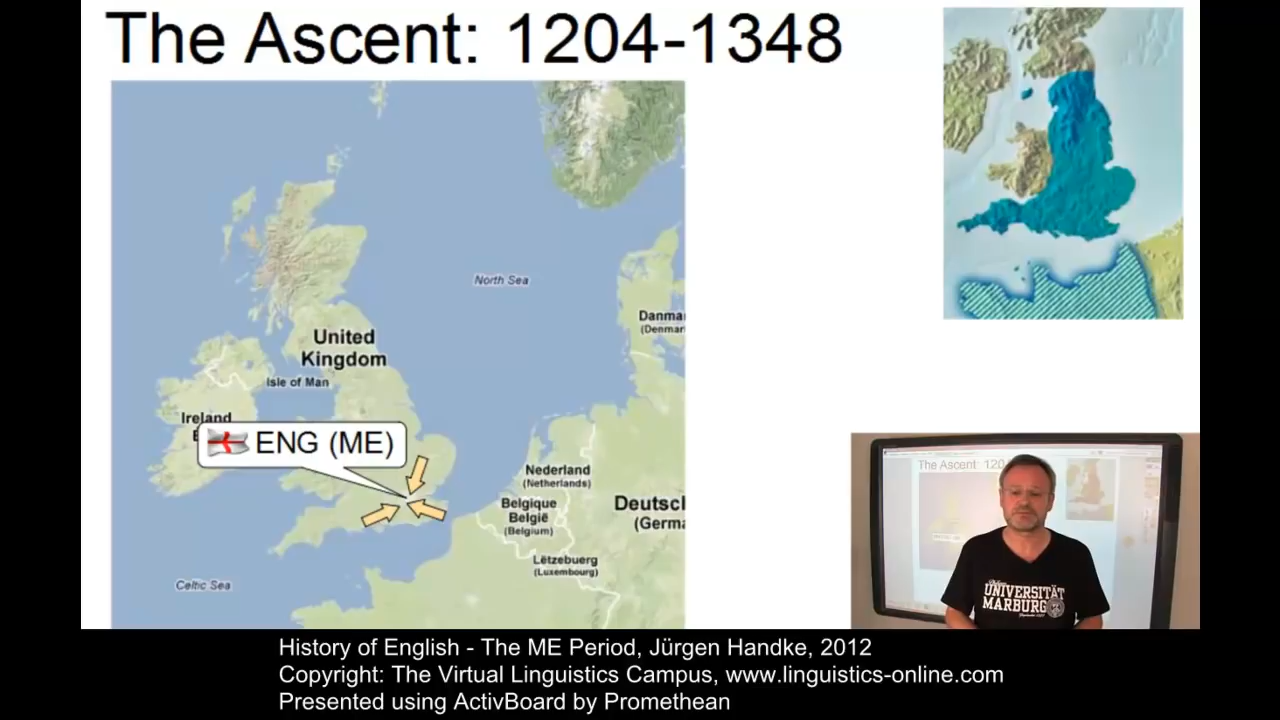 The Ascent: 1204-1348
North Sea
Danma
(Denmar
United
Kingdom
Isle of Man
Ireland
ENG (ME)
Nederland
(Netherlands)
Belgique
België
(Belgium)
Deutscl
(Germa
Lëtzebuerg
(Luxembourg)
Celtic Sea
The Ascent: 120
UNIVERSITÄT
MARBURG
History of English - The ME Period, Jürgen Handke, 2012
Copyright: The Virtual Linguistics Campus, www.linguistics-online.com
Presented using ActivBoard by Promethean